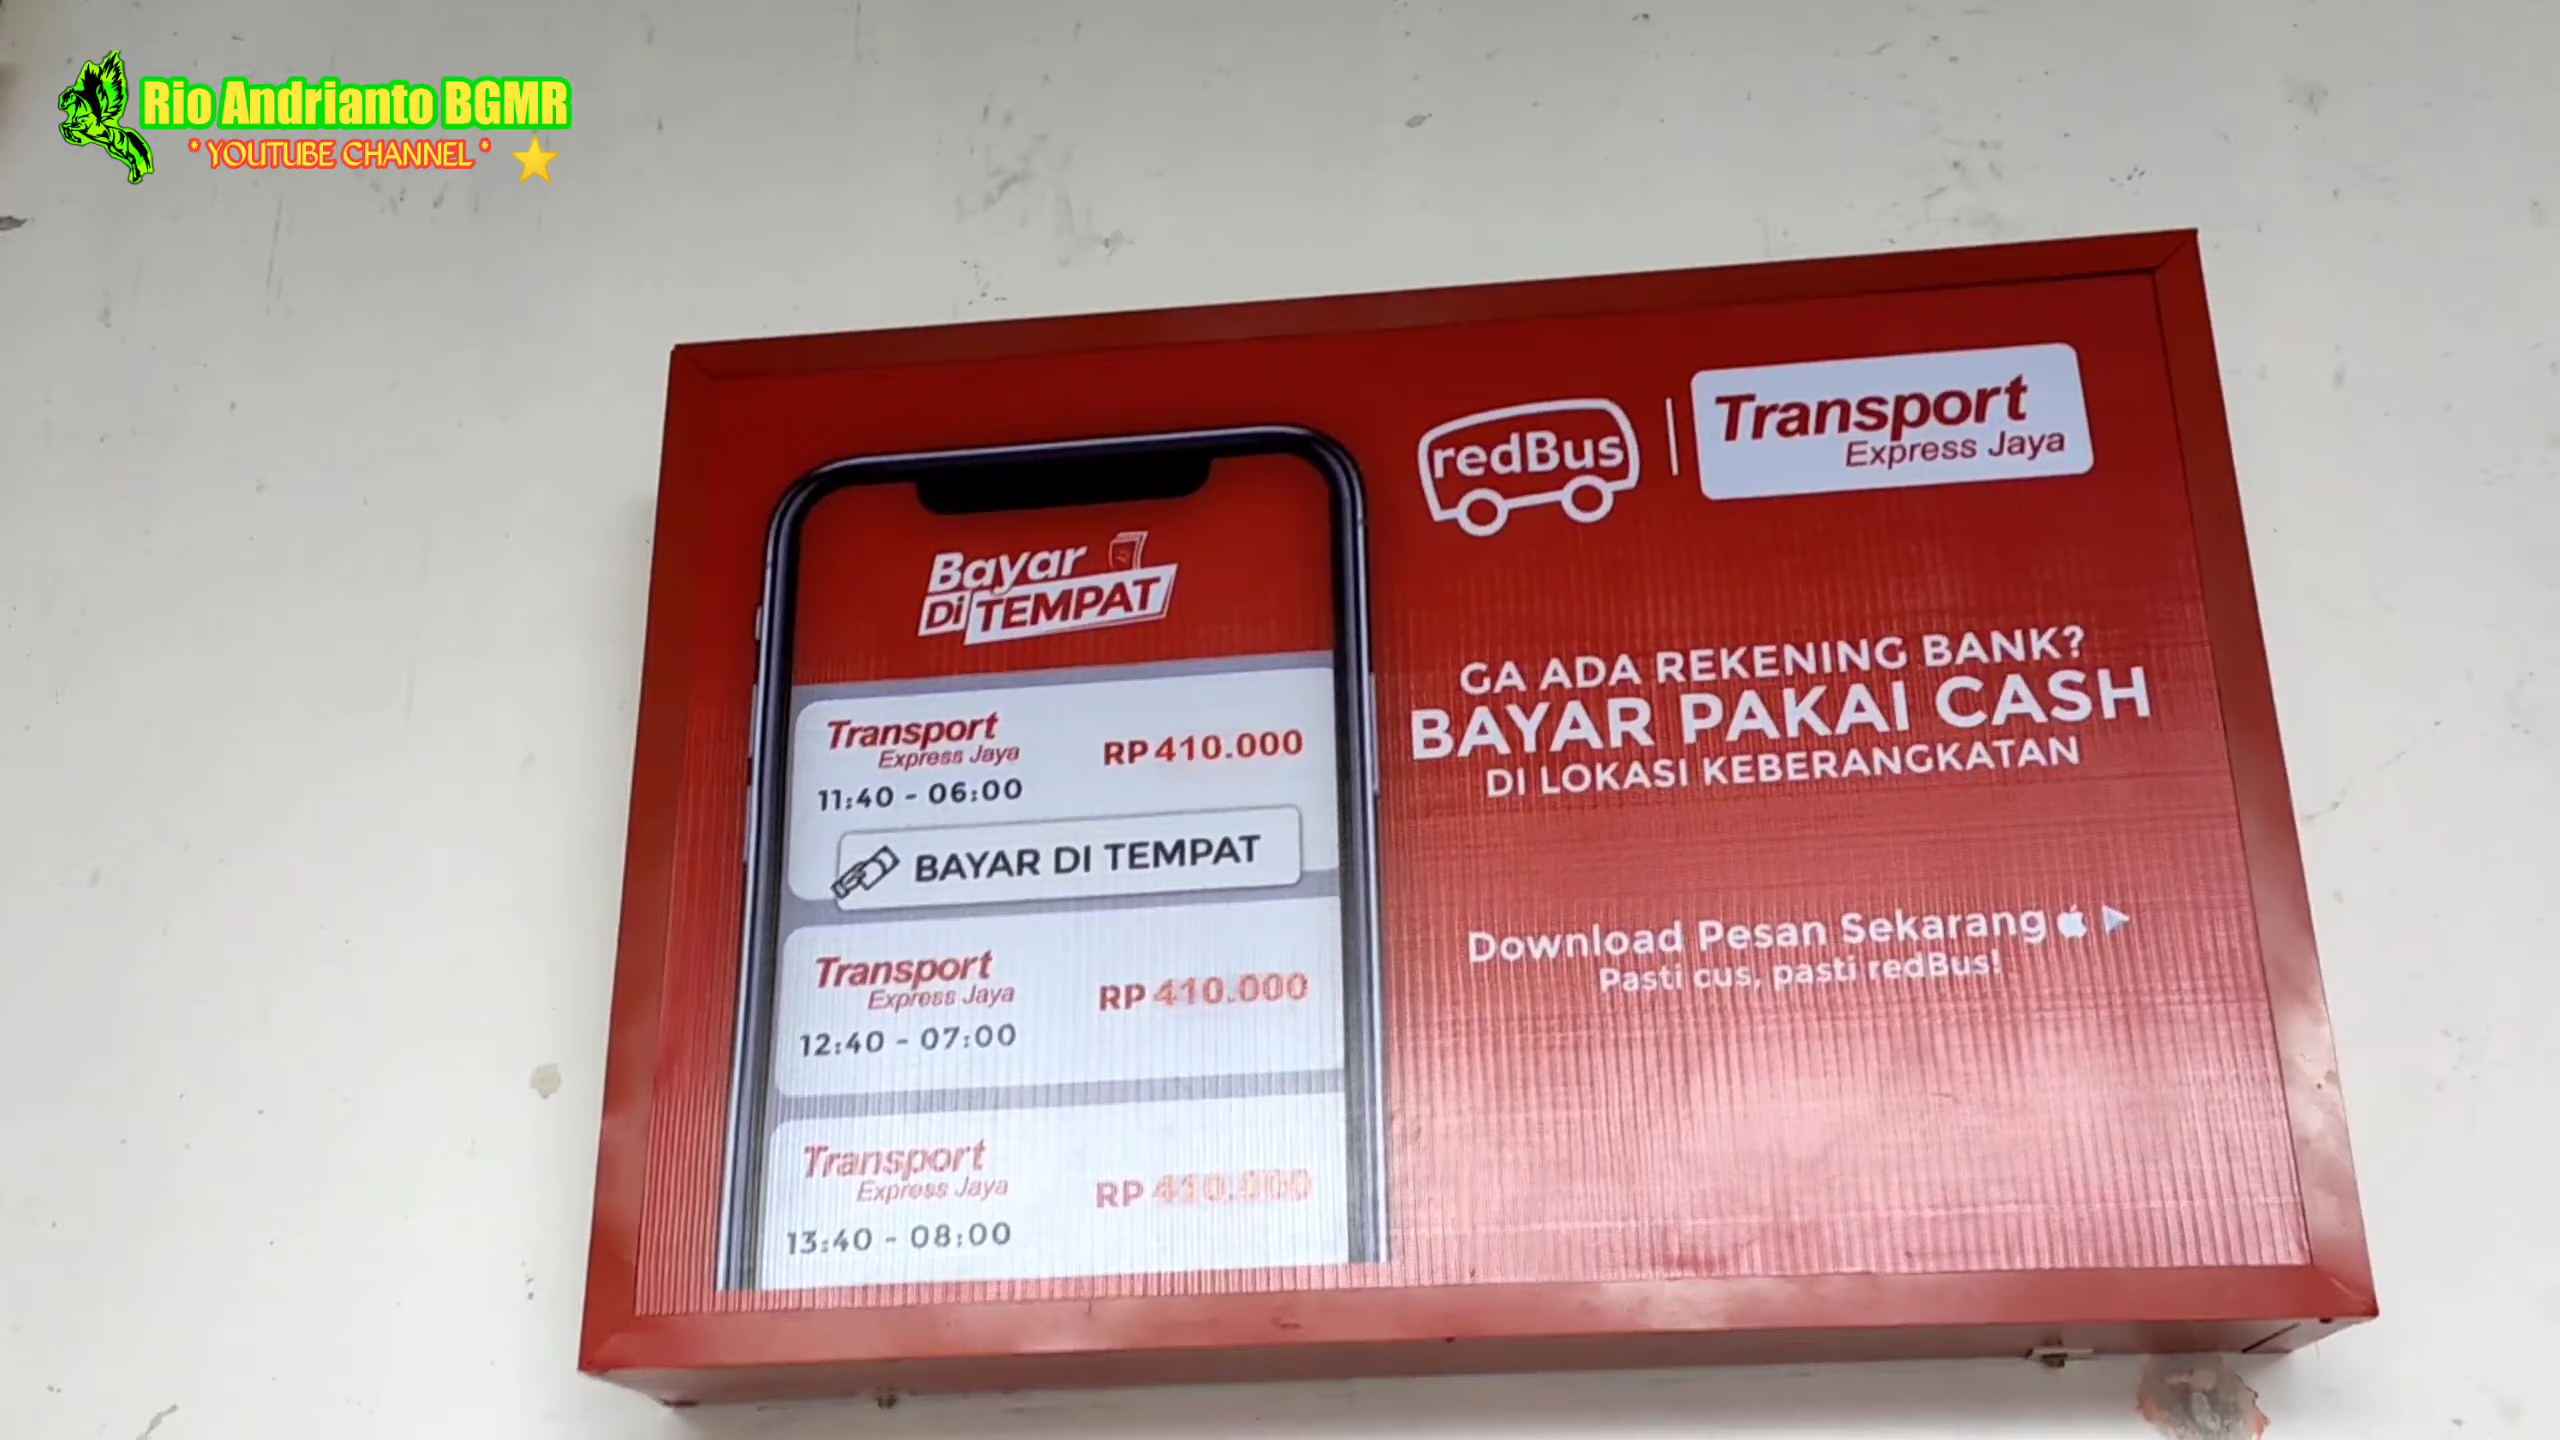 Rio Andrianto BGMR
* YOUTUBE CHANNEL *
redBus
Transport
Express Jaya
Bayar
Di TEMPAT
Transport
Express Jaya
RP 410.000
11:40 - 06:00
BAYAR DI TEMPAT
Transport
Express Jaya
RP 410.000
12:40 - 07:00
Transport
Express Jaya
RP 410.000
13:40 - 08:00
GA ADA REKENING BANK?
BAYAR PAKAI CASH
DI LOKASI KEBERANGKATAN
Download Pesan Sekarang
Pasti cus, pasti redBus!